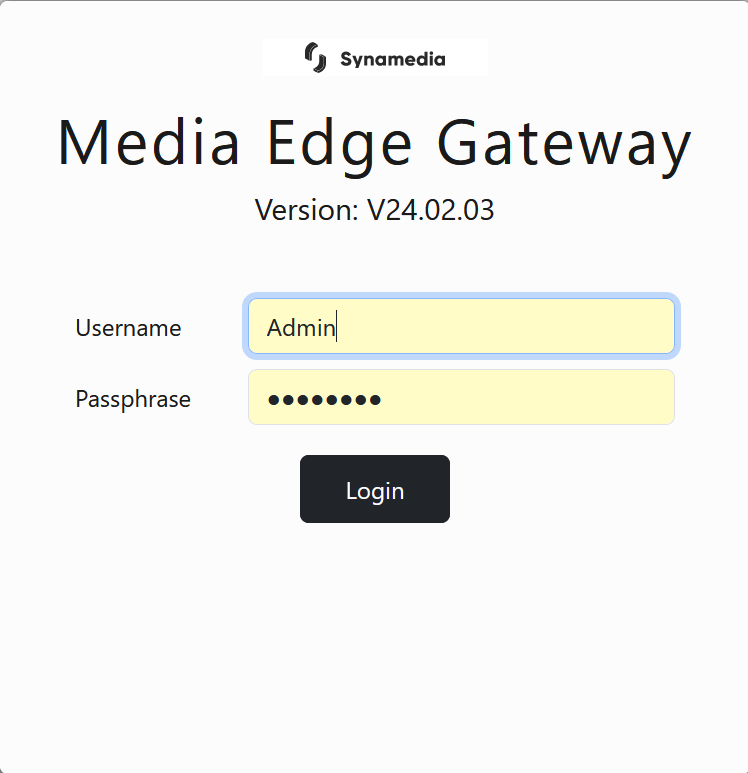 Synamedia
Media Edge Gateway
Version: V24.02.03
Username Admin
Passphrase ••••••••
Login